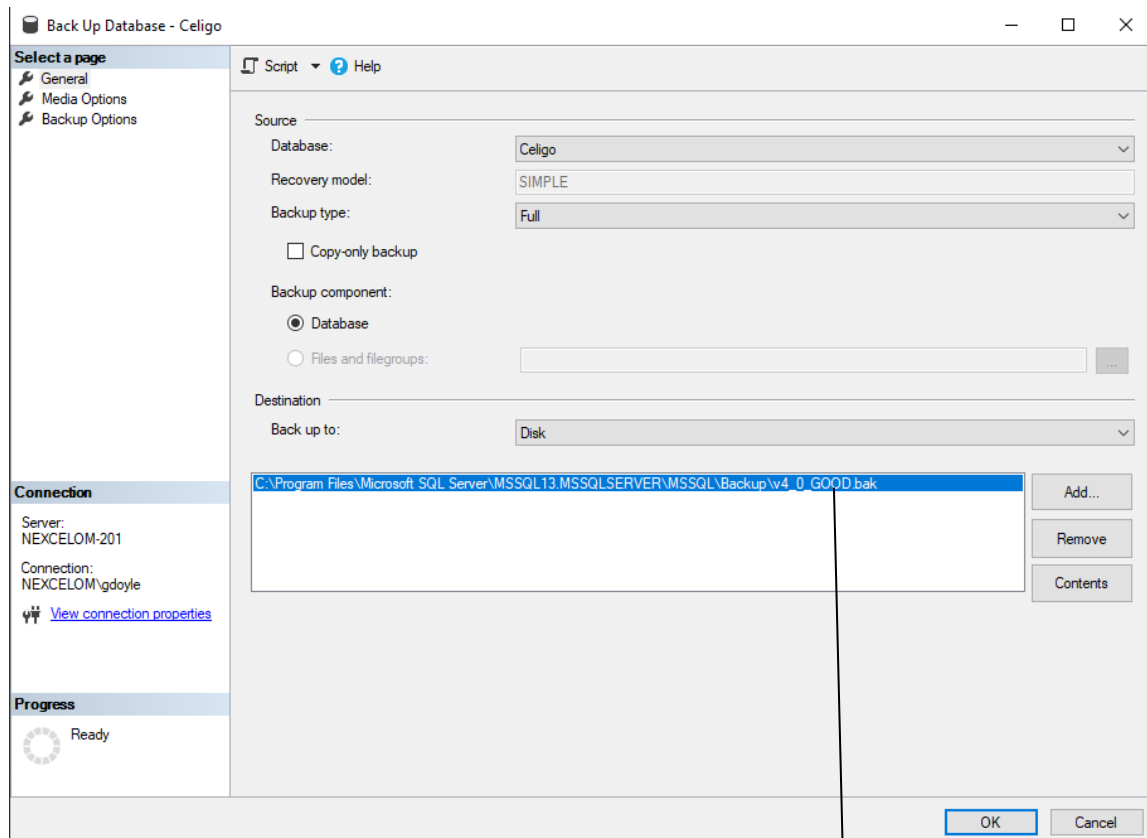 Back Up Database - Celigo
Select a page
General
Media Options
Backup Options
Script
Help
Source
Database:
Celigo
Recovery model:
SIMPLE
Backup type:
Full
Copy-only backup
Backup component:
Database
Files and filegroups:
...
Destination
Back up to:
Disk
C:\Program Files\Microsoft SQL Server\MSSQL13.MSSQLSERVER\MSSQL\Backup\v4_0_GOOD.bak
Add...
Remove
Contents
Connection
Server:
NEXCELOM-201
Connection:
NEXCELOM\gdoyle
View connection properties
Progress
Ready
OK
Cancel